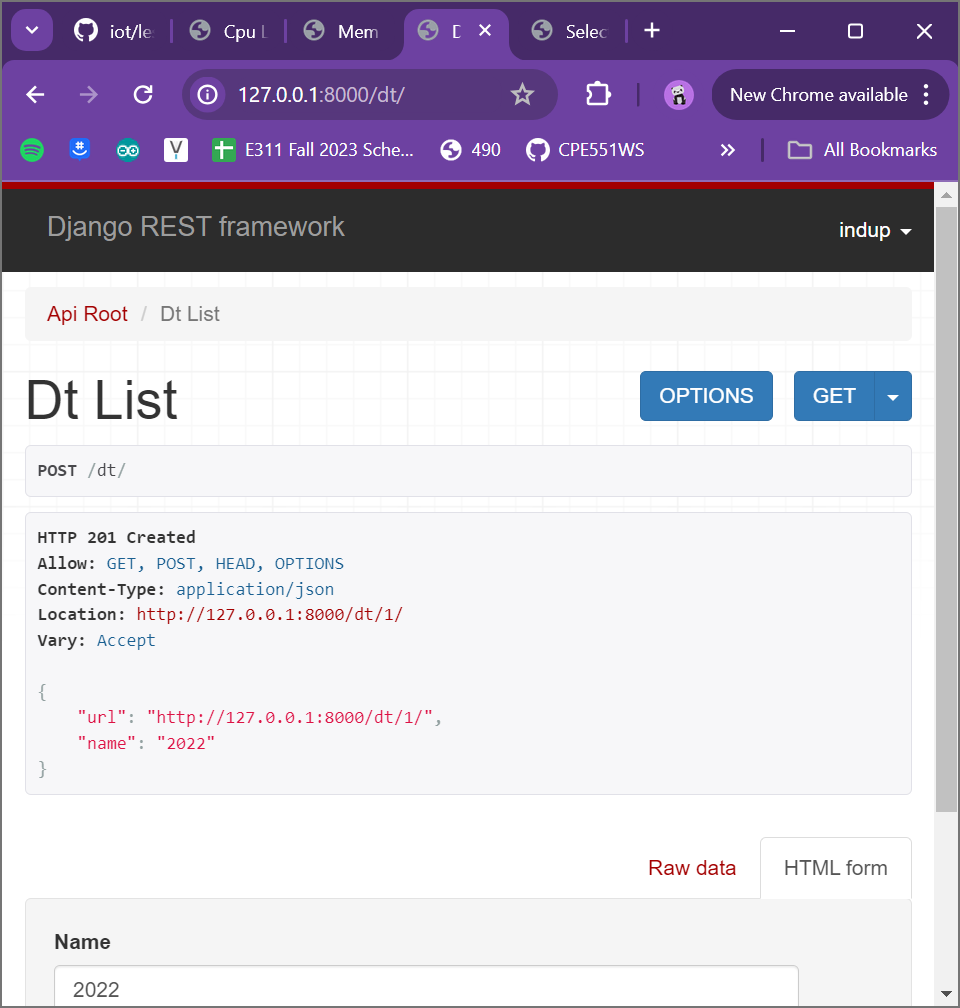 iot/le
Cpu L
Mem
D
Selec
127.0.0.1:8000/dt/
New Chrome available
E311 Fall 2023 Sche...
490
CPE551WS
All Bookmarks
Django REST framework
indup
Api Root / Dt List
Dt List
OPTIONS
GET
POST /dt/
HTTP 201 Created
Allow: GET, POST, HEAD, OPTIONS
Content-Type: application/json
Location: http://127.0.0.1:8000/dt/1/
Vary: Accept
{
"url": "http://127.0.0.1:8000/dt/1/",
"name": "2022"
}
Raw data
HTML form
Name
2022